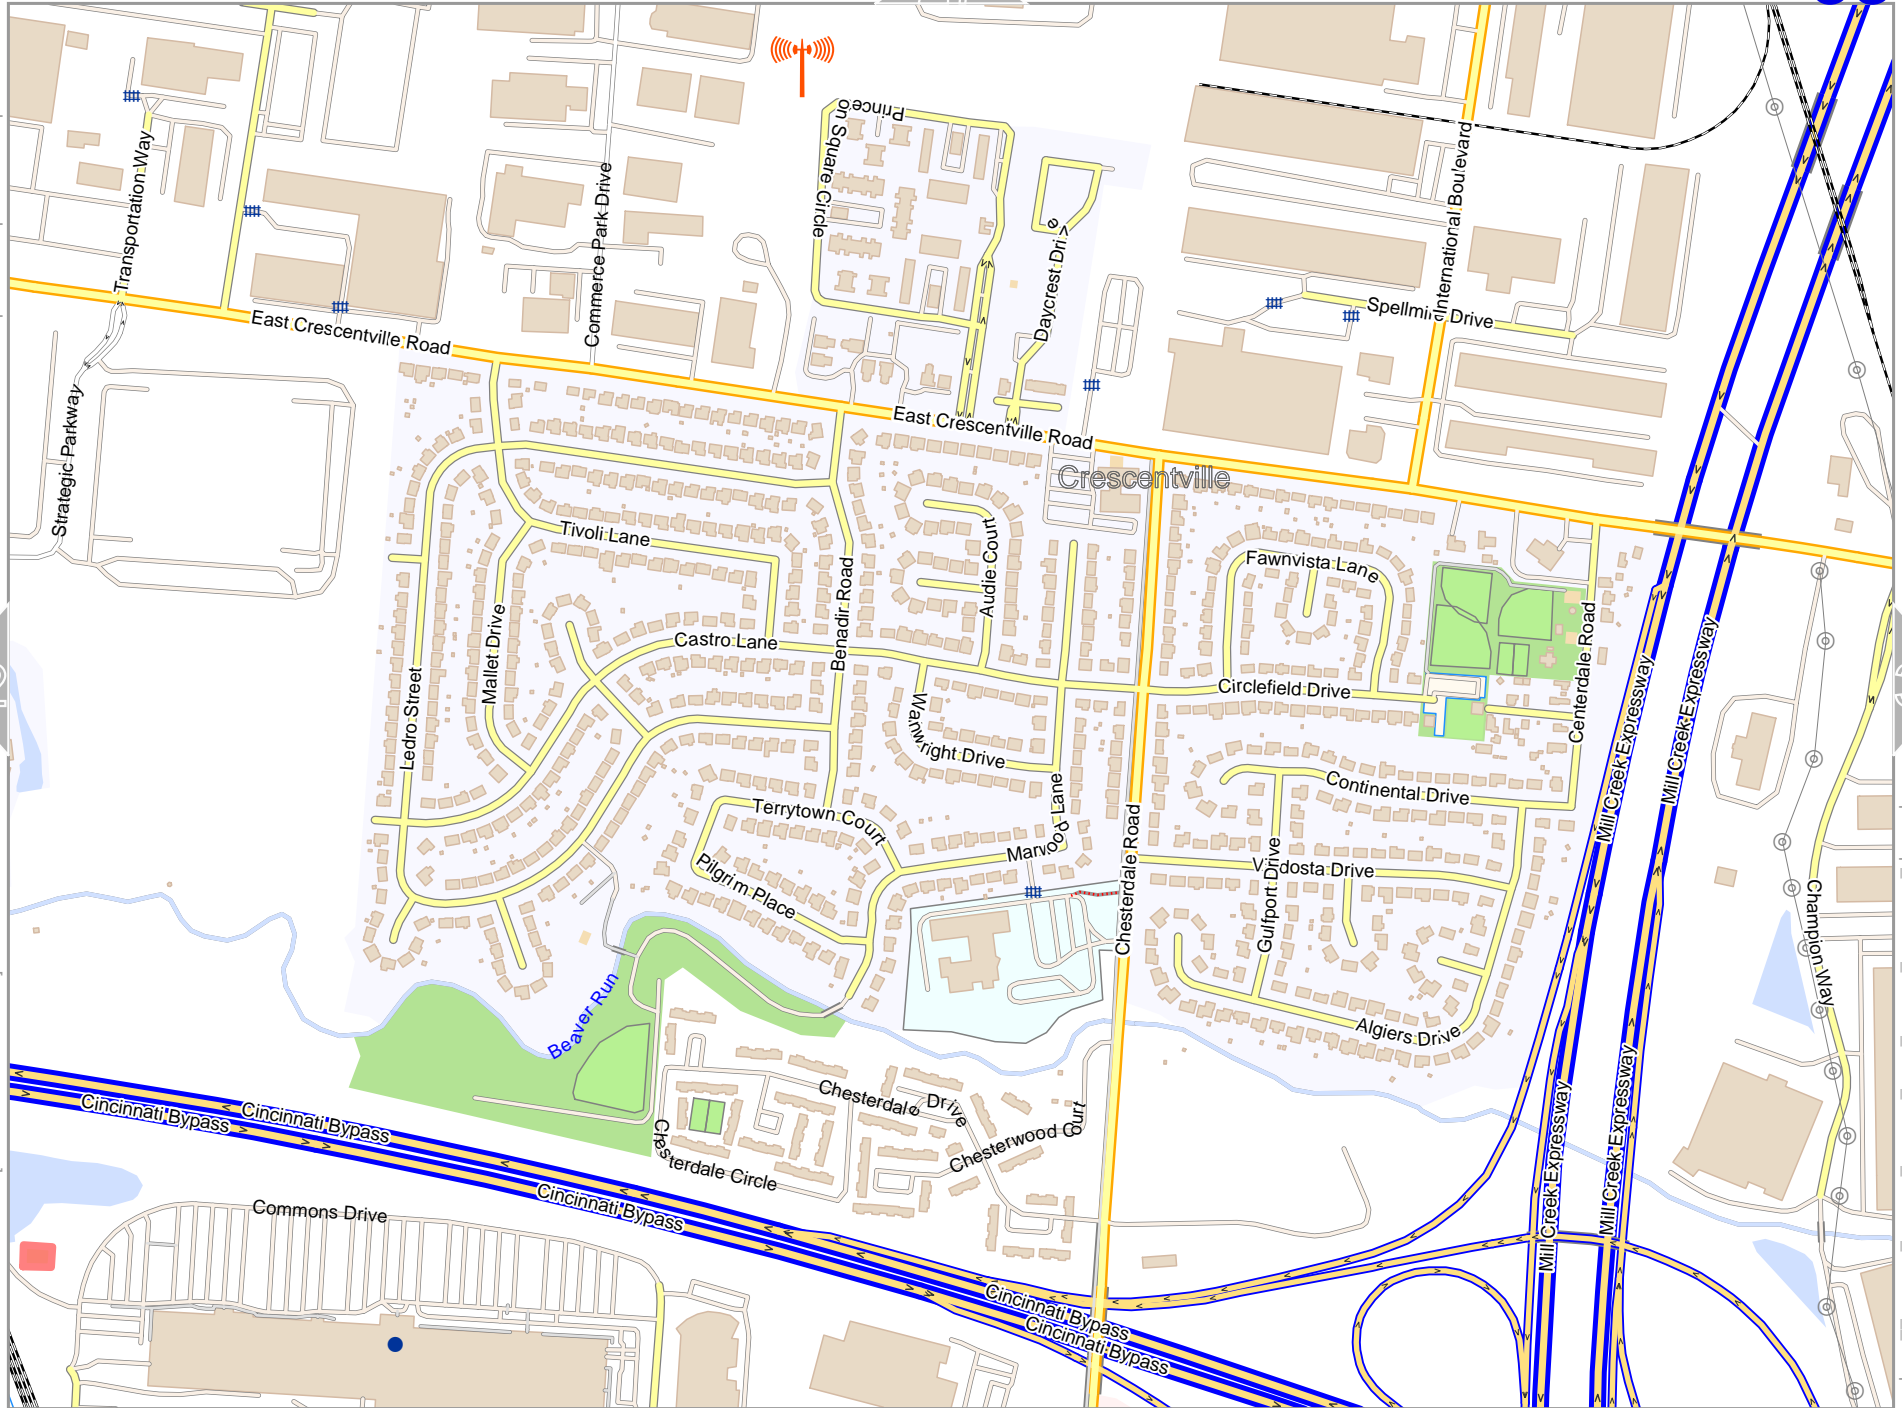 Princeton Square Circle
Transportation Way
Commerce Park Drive
International Boulevard
Daycrest Drive
Spellmire Drive
East Crescentville Road
East Crescentville Road
Strategic Parkway
Crescentville
Tivoli Lane
Audie Court
Benadir Road
Fawnvista Lane
Mallet Drive
Castro Lane
Ledro Street
Circlefield Drive
Centerdale Road
Wainwright Drive
Mill Creek Expressway
Mill Creek Expressway
Continental Drive
Terrytown Court
Marwood Lane
Chesterdale Road
Valdosta Drive
Pilgrim Place
Gulfport Drive
Champion Way
Beaver Run
Algiers Drive
Chesterdale Drive
Cincinnati Bypass
Cincinnati Bypass
Chesterwood Court
Chesterdale Circle
Mill Creek Expressway
Mill Creek Expressway
Cincinnati Bypass
Commons Drive
Cincinnati Bypass
Cincinnati Bypass